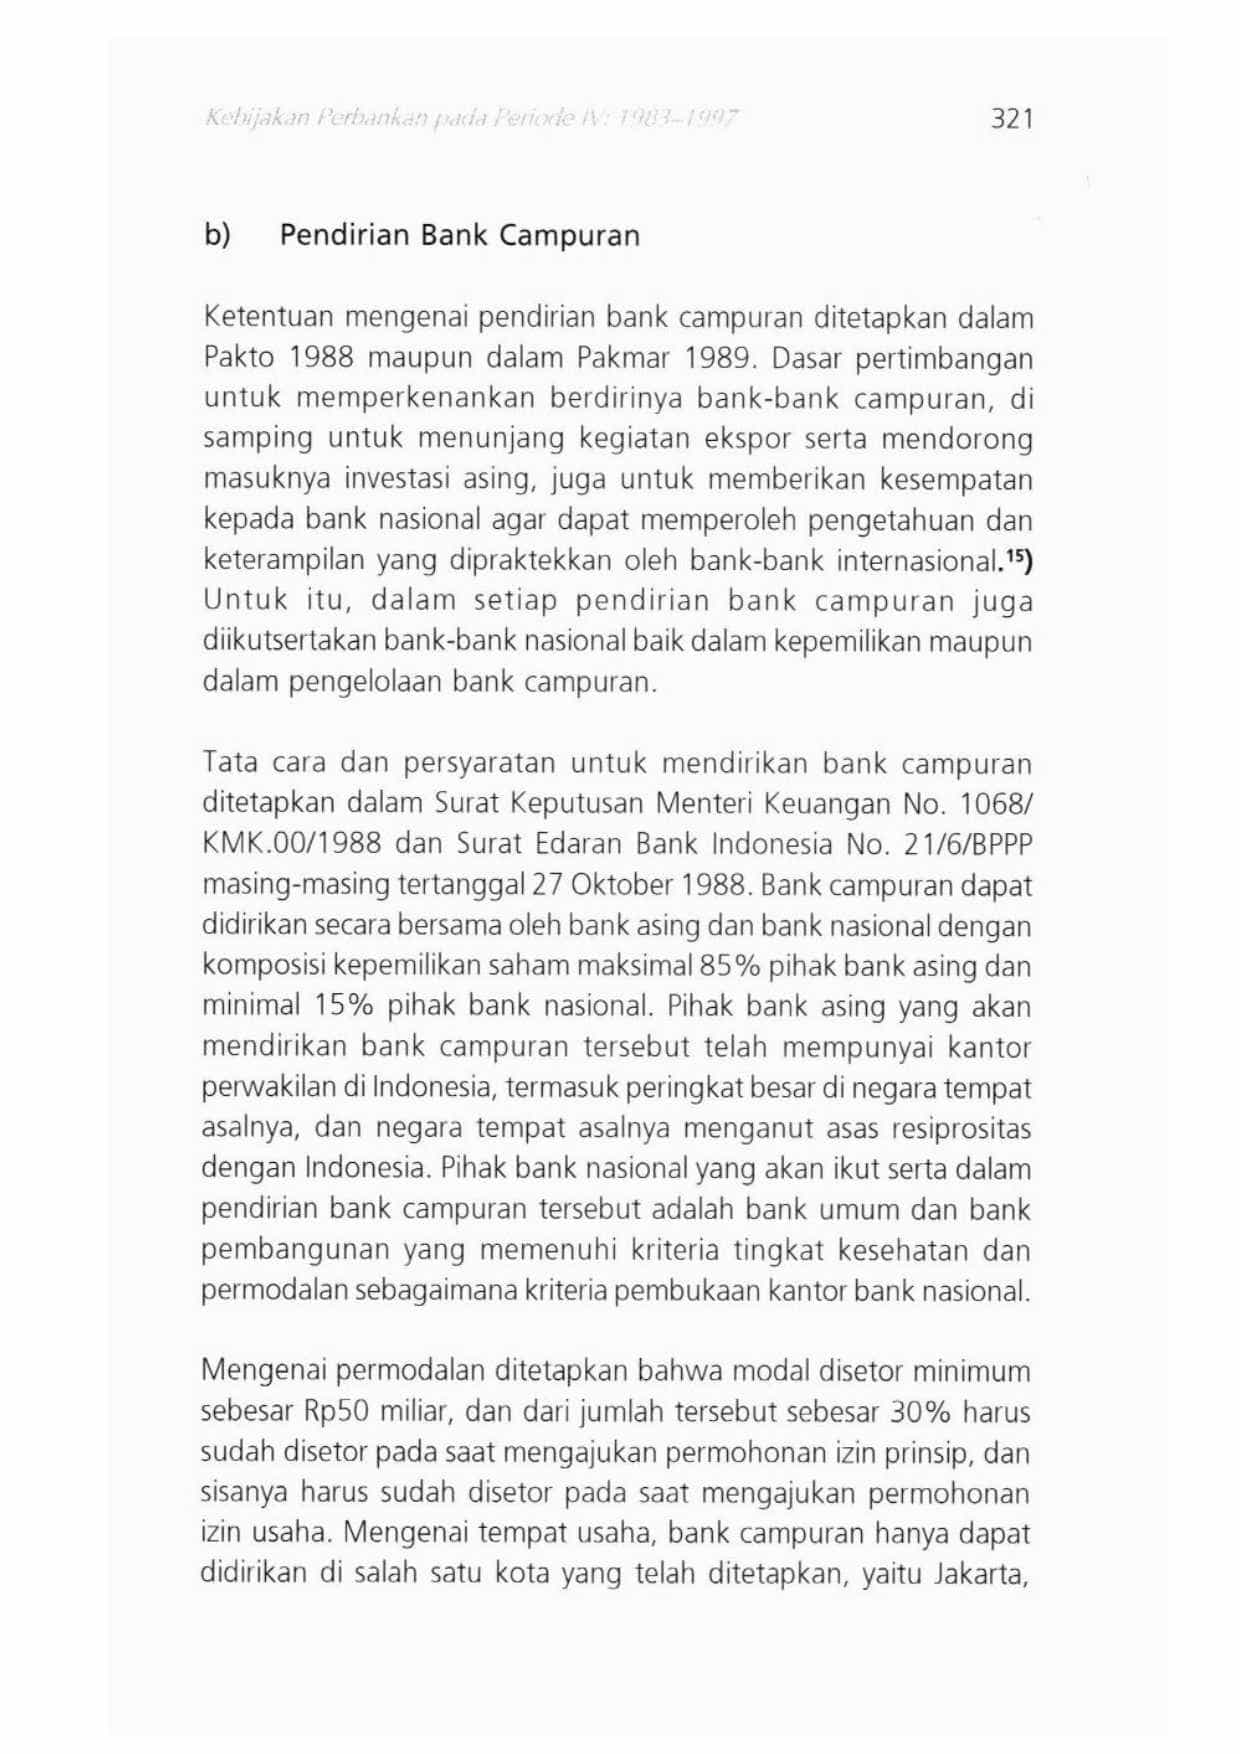 Kebijakan Perbankan pada Periode IV: 1983–1997 321
b) Pendirian Bank Campuran
Ketentuan mengenai pendirian bank campuran ditetapkan dalam
Pakto 1988 maupun dalam Pakmar 1989. Dasar pertimbangan
untuk memperkenankan berdirinya bank-bank campuran, di
samping untuk menunjang kegiatan ekspor serta mendorong
masuknya investasi asing, juga untuk memberikan kesempatan
kepada bank nasional agar dapat memperoleh pengetahuan dan
keterampilan yang dipraktekkan oleh bank-bank internasional.¹⁵)
Untuk itu, dalam setiap pendirian bank campuran juga
diikutsertakan bank-bank nasional baik dalam kepemilikan maupun
dalam pengelolaan bank campuran.
Tata cara dan persyaratan untuk mendirikan bank campuran
ditetapkan dalam Surat Keputusan Menteri Keuangan No. 1068/
KMK.00/1988 dan Surat Edaran Bank Indonesia No. 21/6/BPPP
masing-masing tertanggal 27 Oktober 1988. Bank campuran dapat
didirikan secara bersama oleh bank asing dan bank nasional dengan
komposisi kepemilikan saham maksimal 85% pihak bank asing dan
minimal 15% pihak bank nasional. Pihak bank asing yang akan
mendirikan bank campuran tersebut telah mempunyai kantor
perwakilan di Indonesia, termasuk peringkat besar di negara tempat
asalnya, dan negara tempat asalnya menganut asas resiprositas
dengan Indonesia. Pihak bank nasional yang akan ikut serta dalam
pendirian bank campuran tersebut adalah bank umum dan bank
pembangunan yang memenuhi kriteria tingkat kesehatan dan
permodalan sebagaimana kriteria pembukaan kantor bank nasional.
Mengenai permodalan ditetapkan bahwa modal disetor minimum
sebesar Rp50 miliar, dan dari jumlah tersebut sebesar 30% harus
sudah disetor pada saat mengajukan permohonan izin prinsip, dan
sisanya harus sudah disetor pada saat mengajukan permohonan
izin usaha. Mengenai tempat usaha, bank campuran hanya dapat
didirikan di salah satu kota yang telah ditetapkan, yaitu Jakarta,